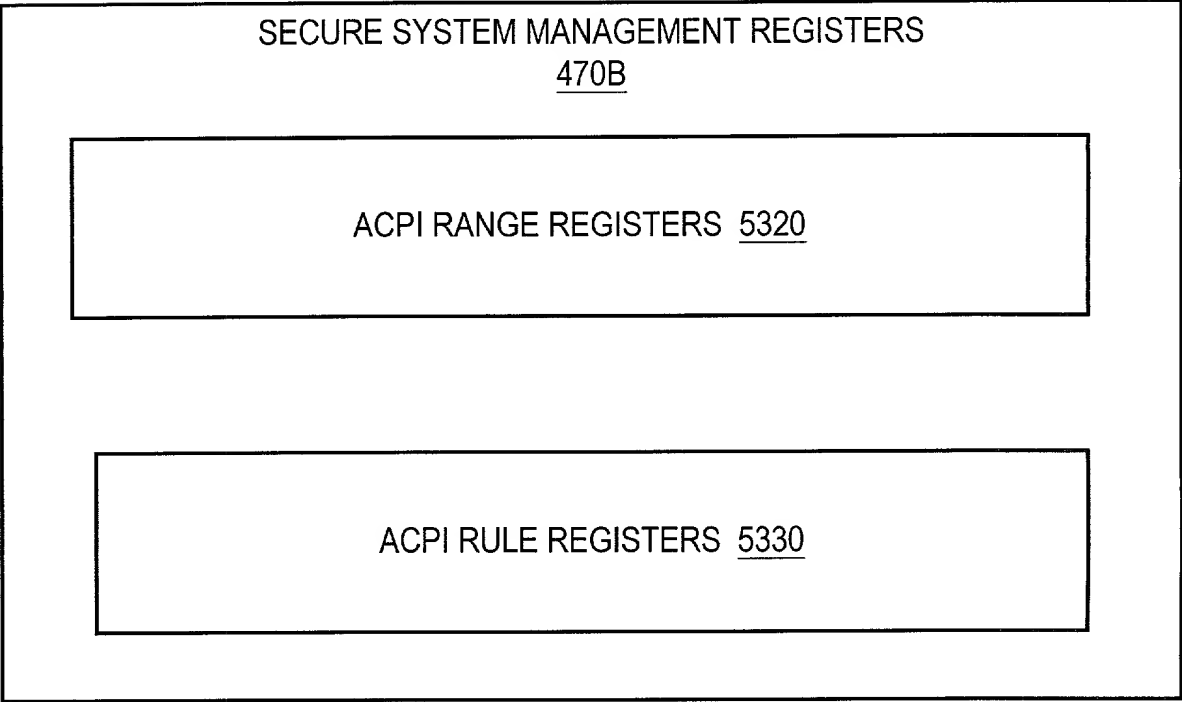 SECURE SYSTEM MANAGEMENT REGISTERS
470B
ACPI RANGE REGISTERS 5320
ACPI RULE REGISTERS 5330